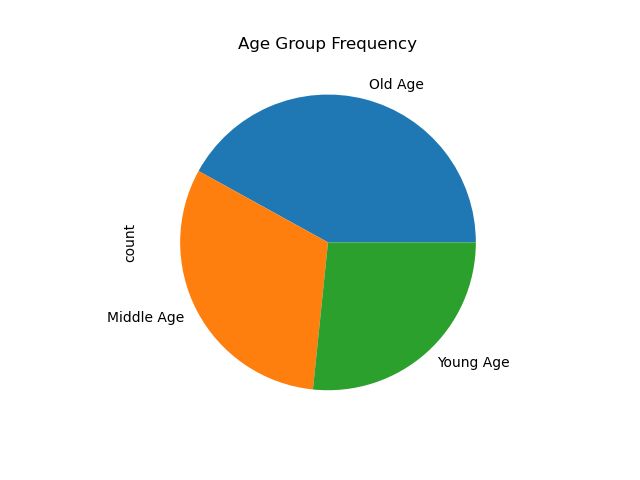 Age Group Frequency
Old Age
count
Middle Age
Young Age